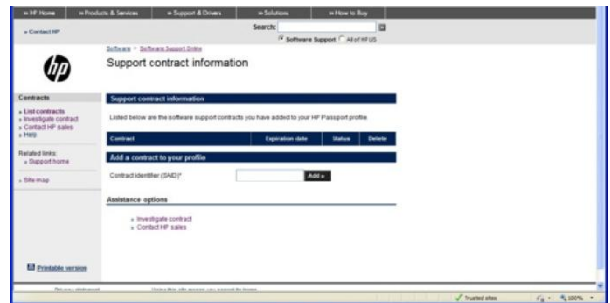 » HP Home
» Products & Services
» Support & Drivers
» Solutions
» How to Buy
» Contact HP
Search:
Software Support
All of HP US
Software › Software Support Online
hp
Support contract information
Contracts
» List contracts
» Investigate contract
» Contact HP sales
» Help
Related links:
» Support home
» Site map
Printable version
Support contract information
Listed below are the software support contracts you have added to your HP Passport profile.
Contract
Expiration date
Status
Delete
Add a contract to your profile
Contract identifier (SAID)*
Add »
Assistance options
» Investigate contract
» Contact HP sales
Privacy statement
Trusted sites
100%